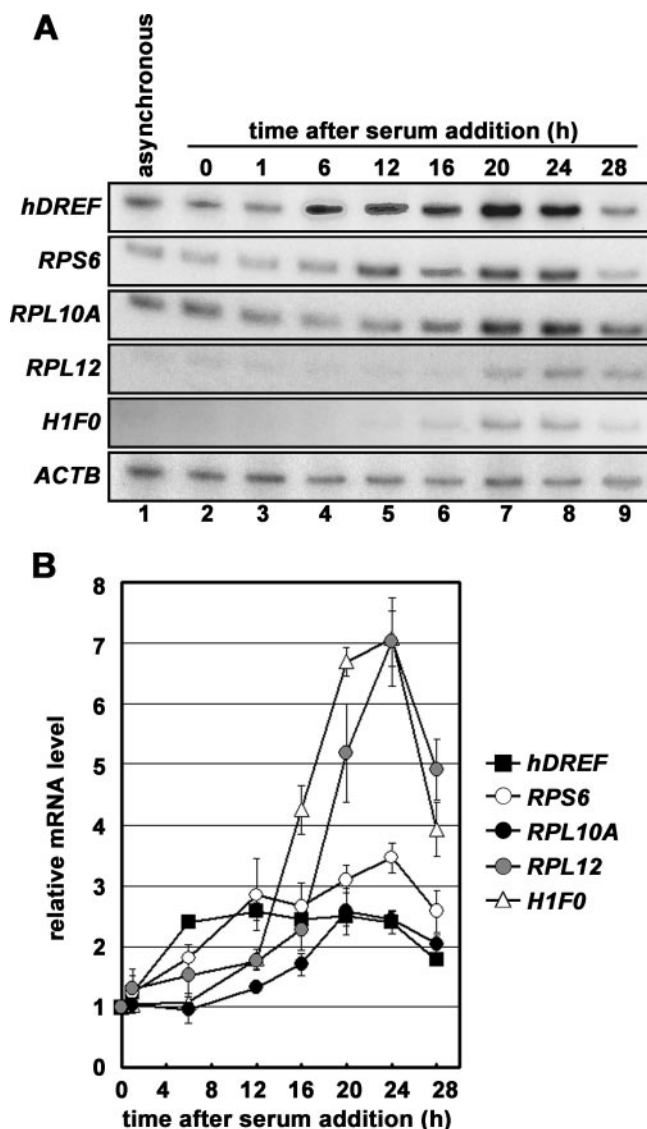 A
asynchronous
time after serum addition (h)
0 1 6 12 16 20 24 28
hDREF
RPS6
RPL10A
RPL12
H1F0
ACTB
1 2 3 4 5 6 7 8 9
B
8
7
6
5
4
3
2
1
0
relative mRNA level
0 4 8 12 16 20 24 28
time after serum addition (h)
hDREF
RPS6
RPL10A
RPL12
H1F0